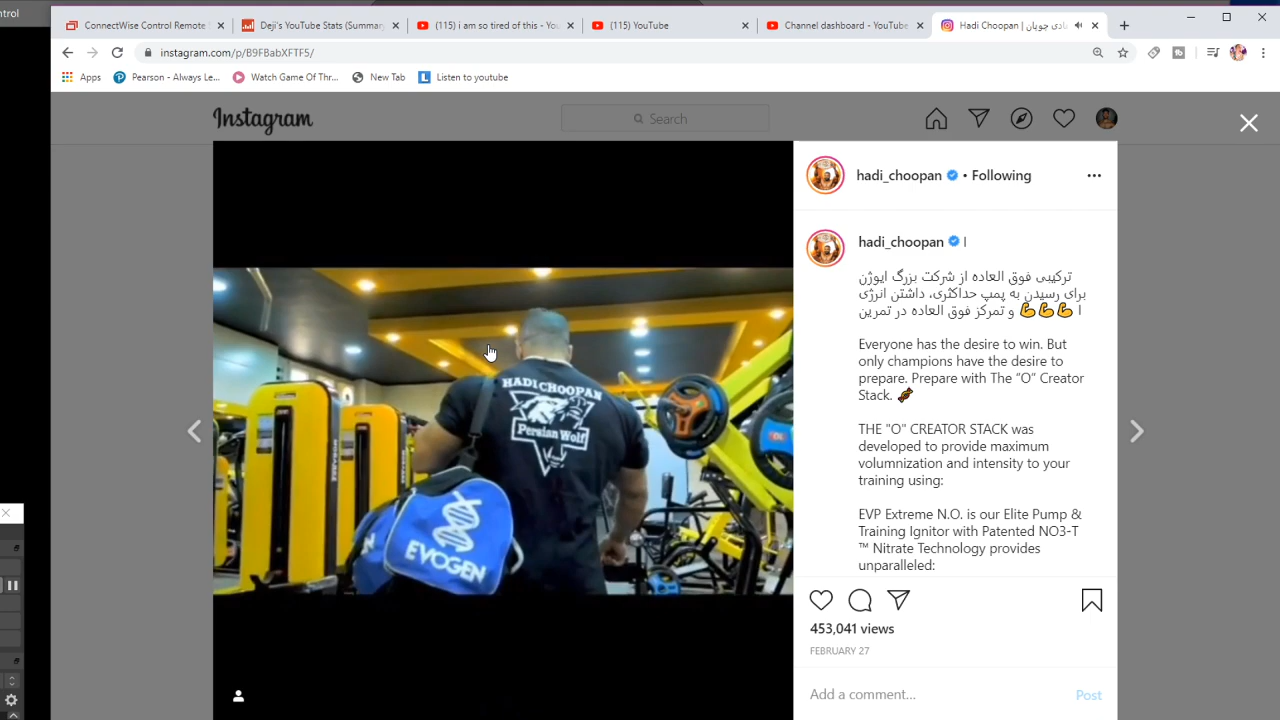 ntrol
ConnectWise Control Remote S
Deji's YouTube Stats (Summary
(115) i am so tired of this - You
(115) YouTube
Channel dashboard - YouTube
Hadi Choopan | هادی چوپان
instagram.com/p/B9FBabXFTF5/
Apps
Pearson - Always Le...
Watch Game Of Thr...
New Tab
Listen to youtube
Instagram
Search
hadi_choopan • Following
hadi_choopan |
ترکیبی فوق العاده از شرکت بزرگ ایوژن
برای رسیدن به پمپ حداکثری، داشتن انرژی
و تمرکز فوق العاده در تمرین 💪💪💪 ا
Everyone has the desire to win. But
only champions have the desire to
prepare. Prepare with The “O” Creator
Stack. 🍫
THE "O" CREATOR STACK was
developed to provide maximum
volumnization and intensity to your
training using:
EVP Extreme N.O. is our Elite Pump &
Training Ignitor with Patented NO3-T
™ Nitrate Technology provides
unparalleled:
453,041 views
FEBRUARY 27
Add a comment...
Post
HADI CHOOPAN
Persian Wolf
EVOGEN